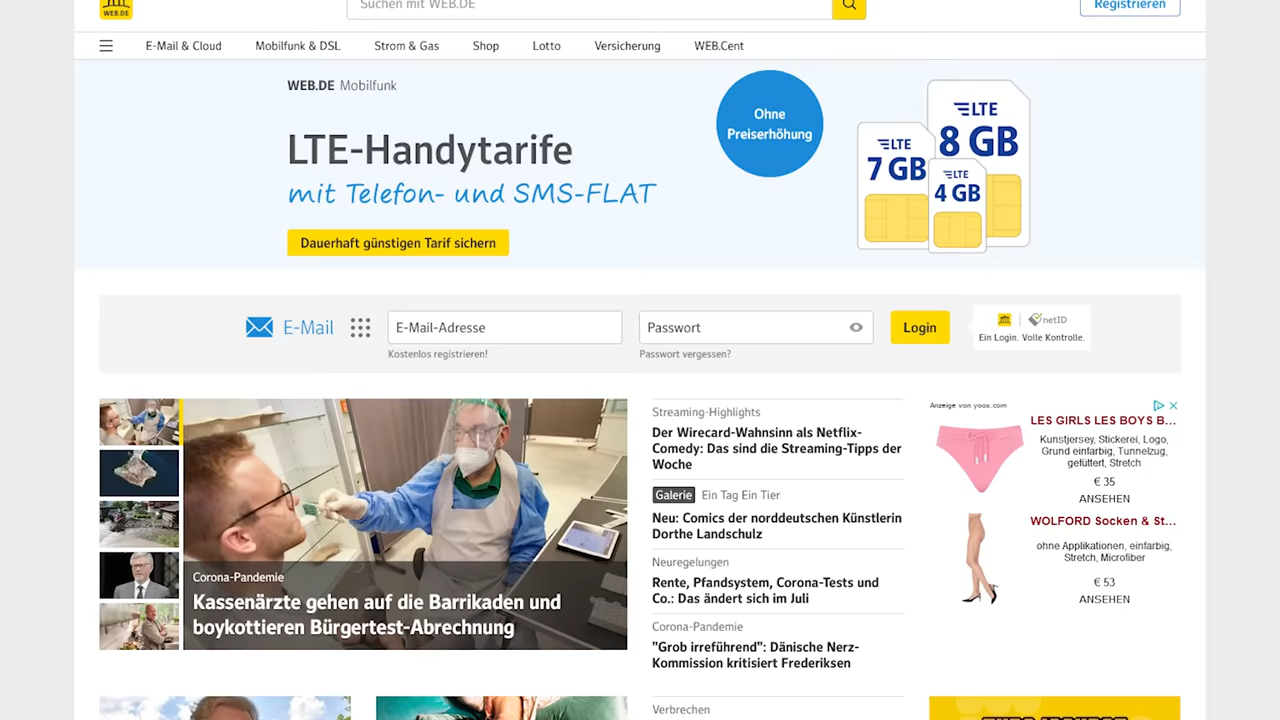 WEB.DE
Suchen mit WEB.DE
Registrieren
E-Mail & Cloud
Mobilfunk & DSL
Strom & Gas
Shop
Lotto
Versicherung
WEB.Cent
WEB.DE Mobilfunk
LTE-Handytarife
mit Telefon- und SMS-FLAT
Dauerhaft günstigen Tarif sichern
Ohne
Preiserhöhung
LTE
7 GB
LTE
8 GB
LTE
4 GB
E-Mail
E-Mail-Adresse
Kostenlos registrieren!
Passwort
Passwort vergessen?
Login
netID
Ein Login. Volle Kontrolle.
Corona-Pandemie
Kassenärzte gehen auf die Barrikaden und
boykottieren Bürgertest-Abrechnung
Streaming-Highlights
Der Wirecard-Wahnsinn als Netflix-
Comedy: Das sind die Streaming-Tipps der
Woche
Galerie Ein Tag Ein Tier
Neu: Comics der norddeutschen Künstlerin
Dorthe Landschulz
Neuregelungen
Rente, Pfandsystem, Corona-Tests und
Co.: Das ändert sich im Juli
Corona-Pandemie
"Grob irreführend": Dänische Nerz-
Kommission kritisiert Frederiksen
Verbrechen
Anzeige von yoox.com
LES GIRLS LES BOYS B...
Kunstjersey, Stickerei, Logo,
Grund einfarbig, Tunnelzug,
gefüttert, Stretch
€ 35
ANSEHEN
WOLFORD Socken & St...
ohne Applikationen, einfarbig,
Stretch, Microfiber
€ 53
ANSEHEN